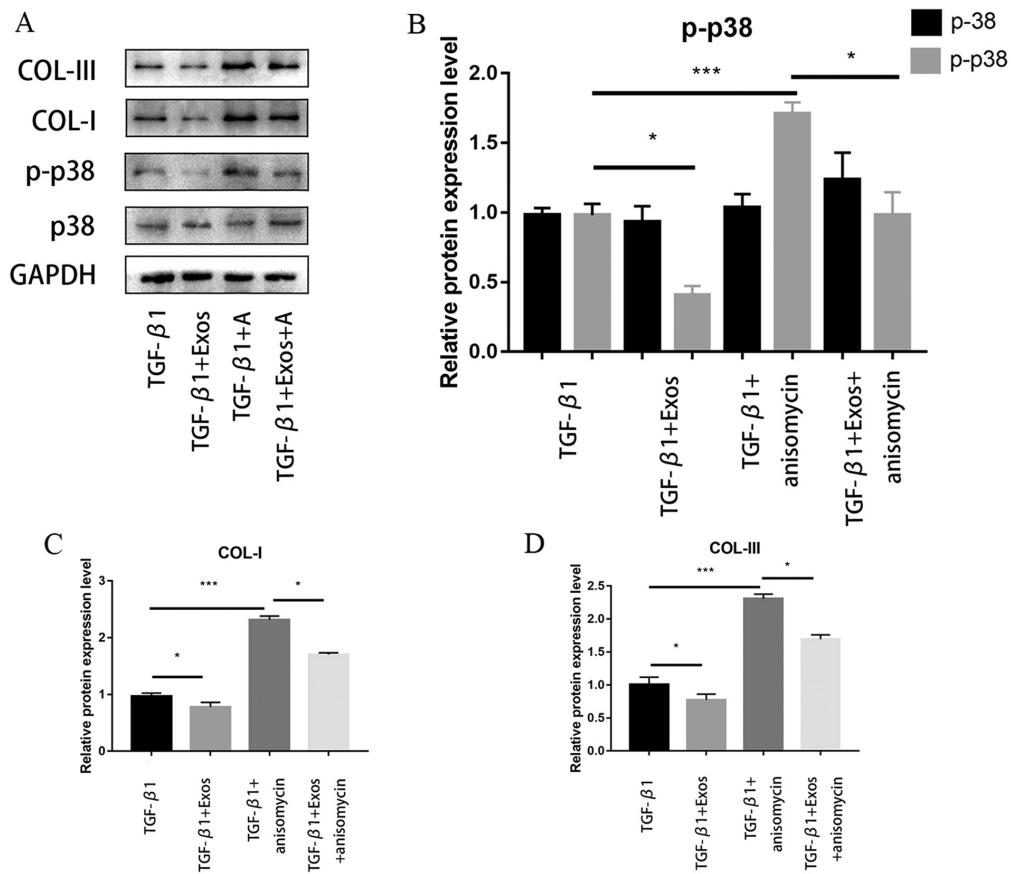 A
COL-III
COL-I
p-p38
p38
GAPDH
TGF-β1
TGF-β1+Exos
TGF-β1+A
TGF-β1+Exos+A
B
p-p38
p-38
p-p38
Relative protein expression level
2.0
1.5
1.0
0.5
0.0
***
*
*
TGF-β1
TGF-β1+Exos
TGF-β1+
anisomycin
TGF-β1+Exos+
anisomycin
C
COL-I
Relative protein expression level
3
2
1
0
***
*
*
TGF-β1
TGF-β1+Exos
TGF-β1+
anisomycin
TGF-β1+Exos
+anisomycin
D
COL-III
Relative protein expression level
2.5
2.0
1.5
1.0
0.5
0.0
***
*
*
TGF-β1
TGF-β1+Exos
TGF-β1+
anisomycin
TGF-β1+Exos
+anisomycin